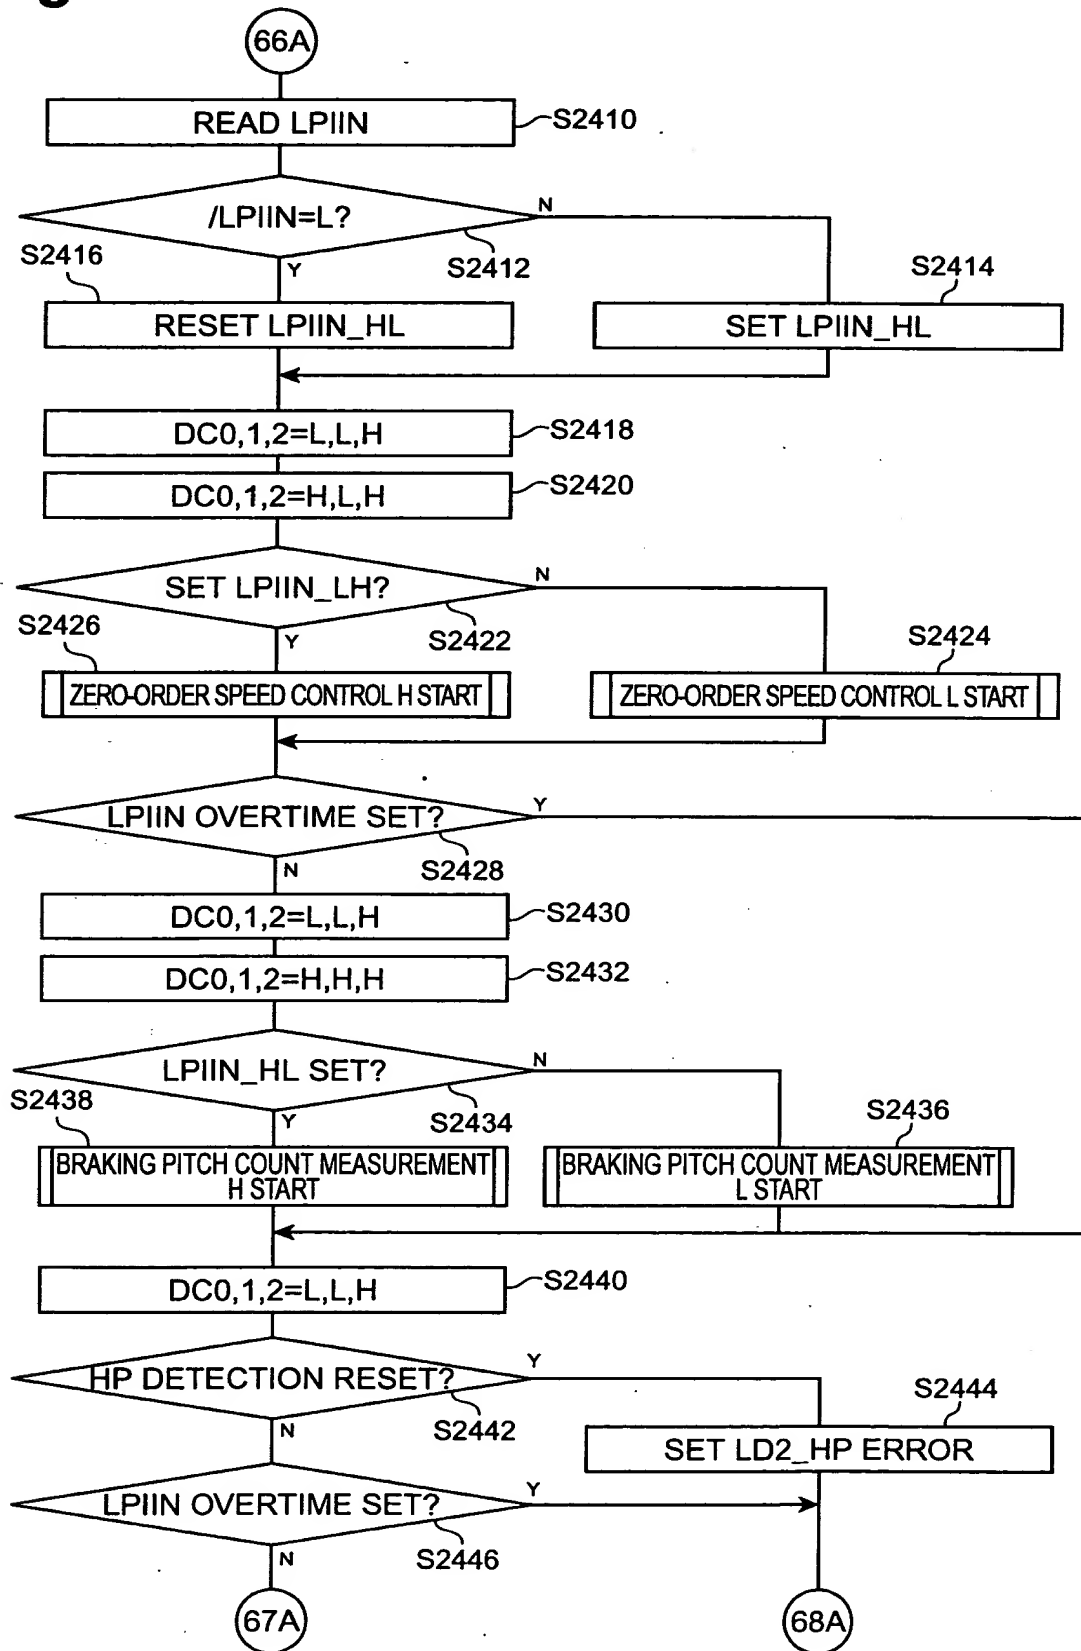 66A
READ LPIIN
S2410
/LPIIN=L?
N
S2412
Y
S2416
S2414
RESET LPIIN_HL
SET LPIIN_HL
DC0,1,2=L,L,H
S2418
DC0,1,2=H,L,H
S2420
SET LPIIN_LH?
N
S2422
Y
S2426
S2424
ZERO-ORDER SPEED CONTROL H START
ZERO-ORDER SPEED CONTROL L START
LPIIN OVERTIME SET?
Y
S2428
N
DC0,1,2=L,L,H
S2430
DC0,1,2=H,H,H
S2432
LPIIN_HL SET?
N
S2434
Y
S2438
S2436
BRAKING PITCH COUNT MEASUREMENT
H START
BRAKING PITCH COUNT MEASUREMENT
L START
DC0,1,2=L,L,H
S2440
HP DETECTION RESET?
Y
S2442
N
S2444
SET LD2_HP ERROR
LPIIN OVERTIME SET?
Y
S2446
N
67A
68A